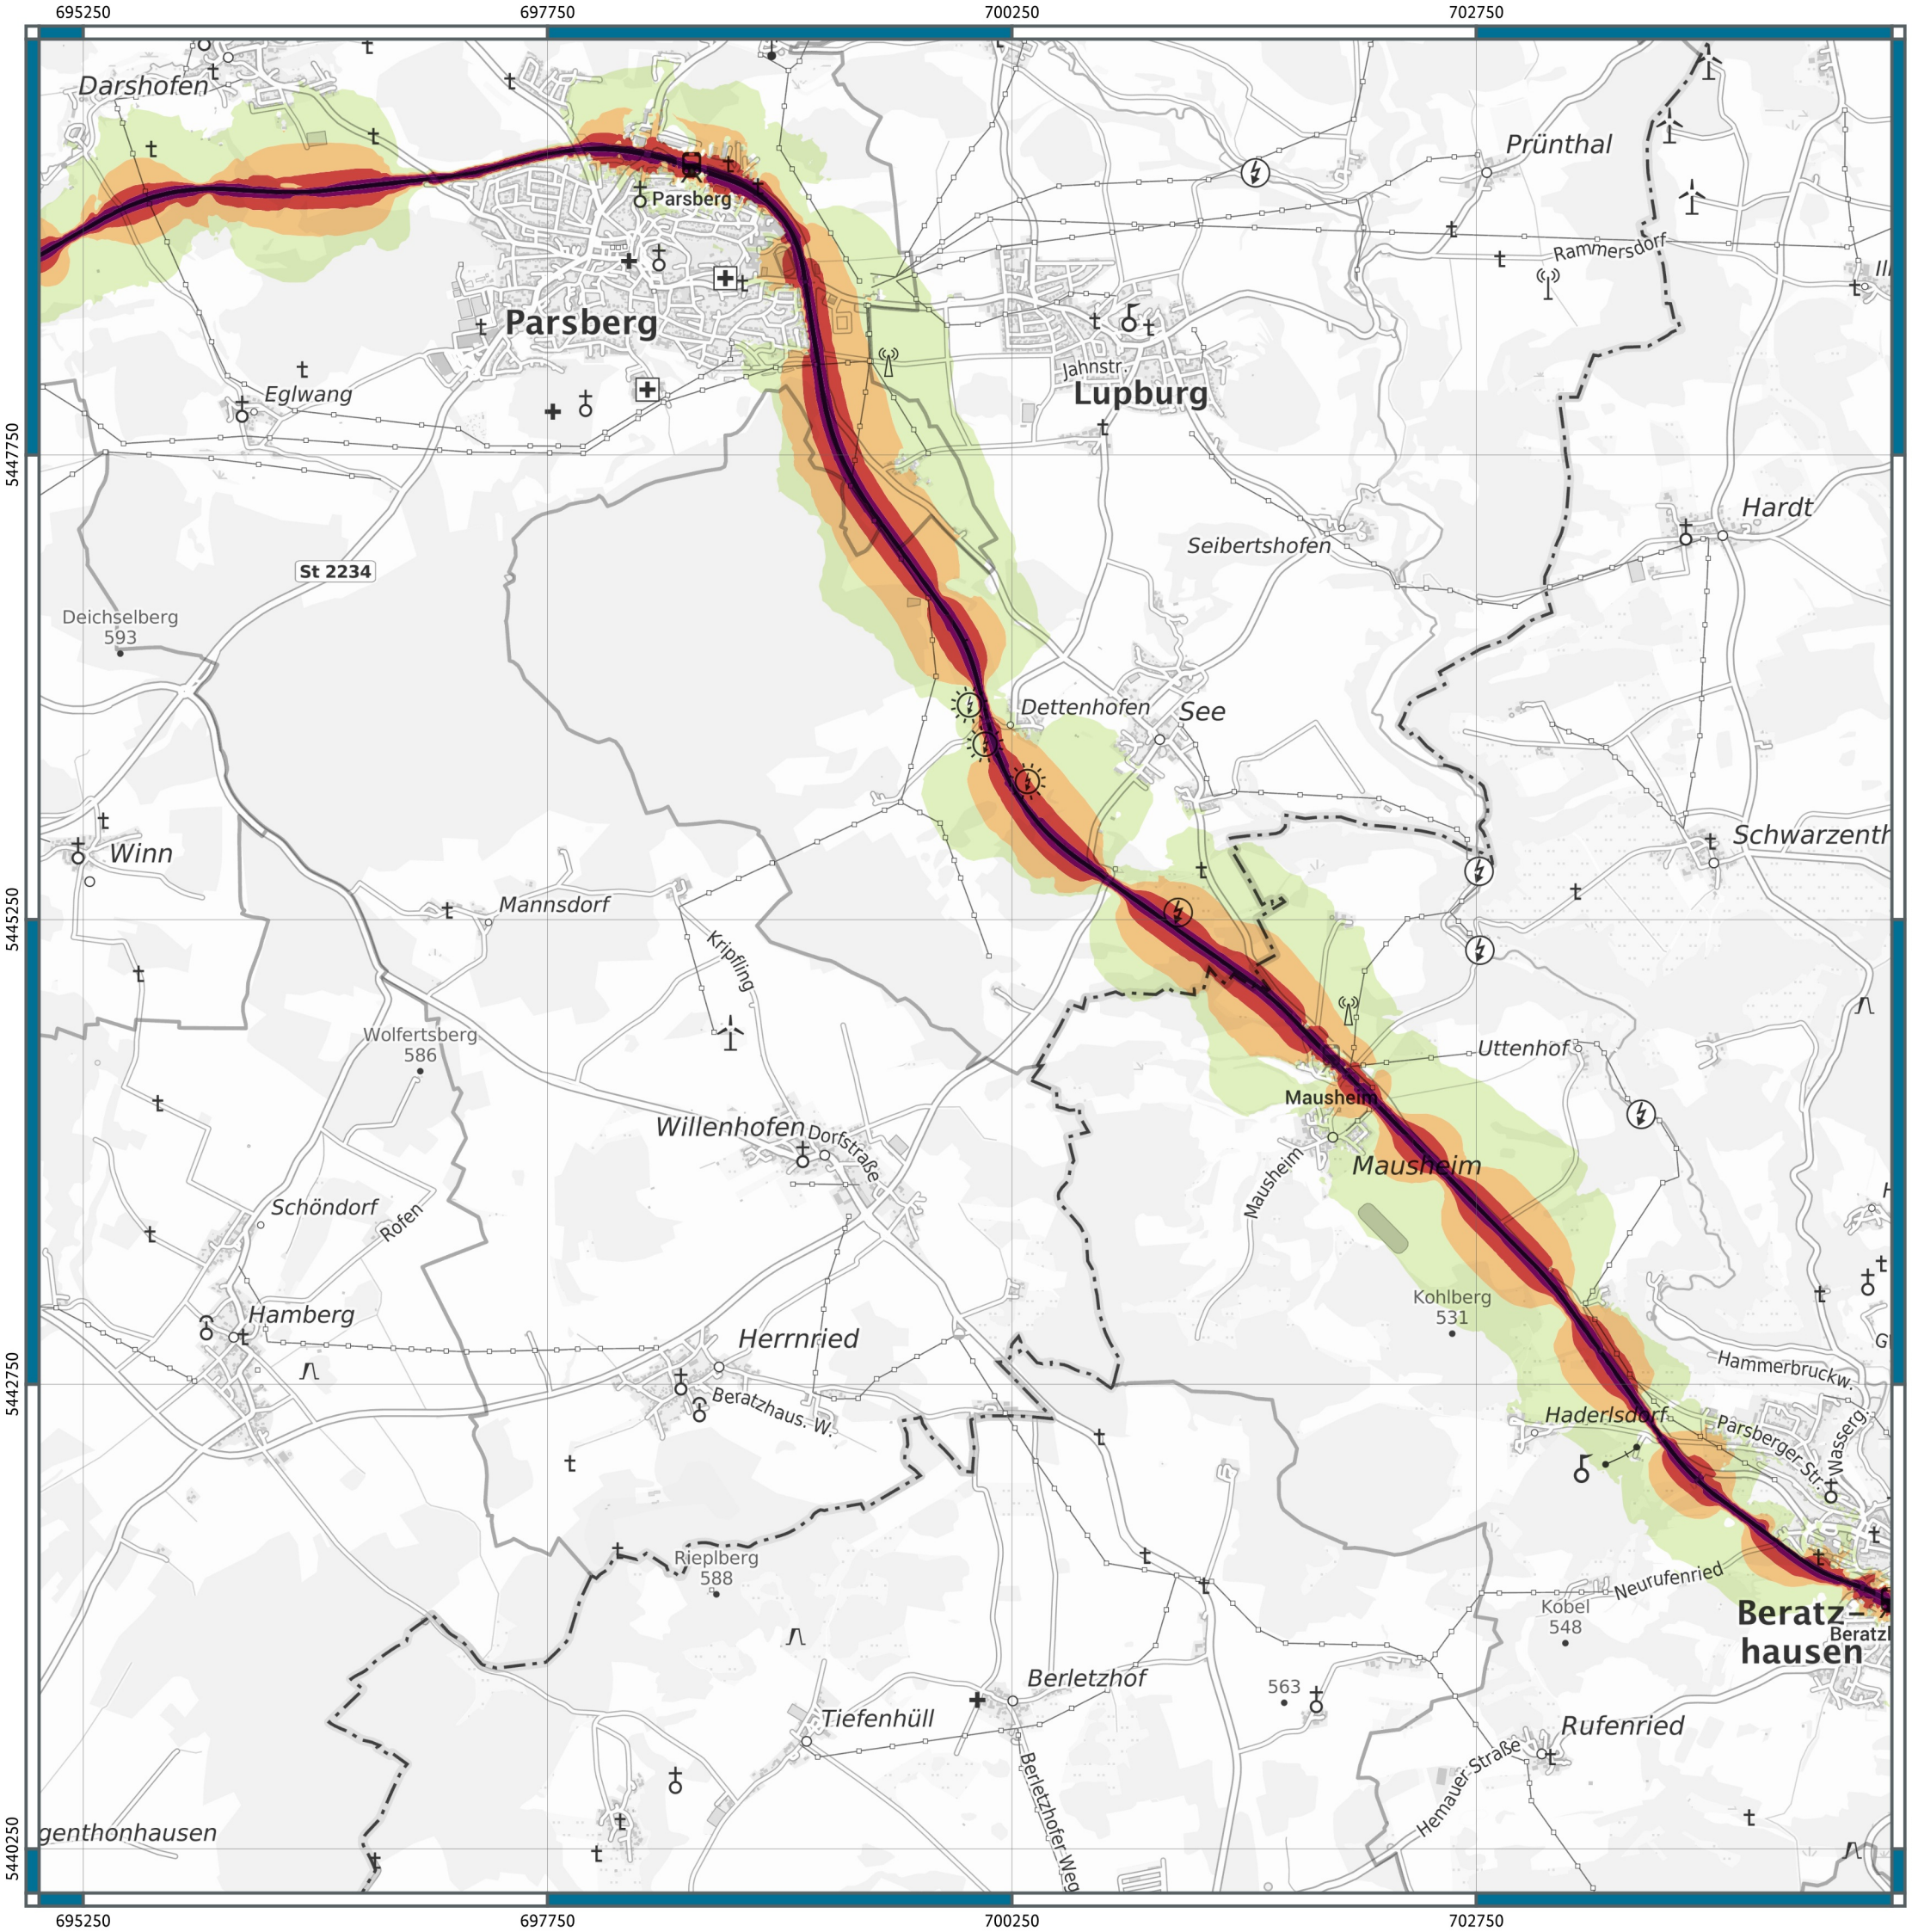 695250
697750
700250
702750
Darshofen
Prünthal
Parsberg
Rammersdorf
Ill
Parsberg
Jahnstr.
Lupburg
Eglwang
5447750
Hardt
Seibertshofen
St 2234
Deichselberg
593
Dettenhofen
See
Schwarzenth
Winn
Mannsdorf
5445250
Kripfling
Wolfertsberg
586
Uttenhof
Mausheim
Willenhofen
Dorfstraße
Mausheim
Mausheim
Schöndorf
Rofen
H
Kohlberg
531
Hamberg
Herrnried
G
Hammerbruckw.
5442750
Beratzhaus. W.
Haderlsdorf
Parsberger Str.
Wasserg.
Rieplberg
588
Neurufenried
Kobel
548
Beratz-
hausen
Beratzl
Berletzhof
563
Tiefenhüll
Rufenried
Hemauer Straße
Berletzhofer Weg
genthonhausen
5440250
695250
697750
700250
702750